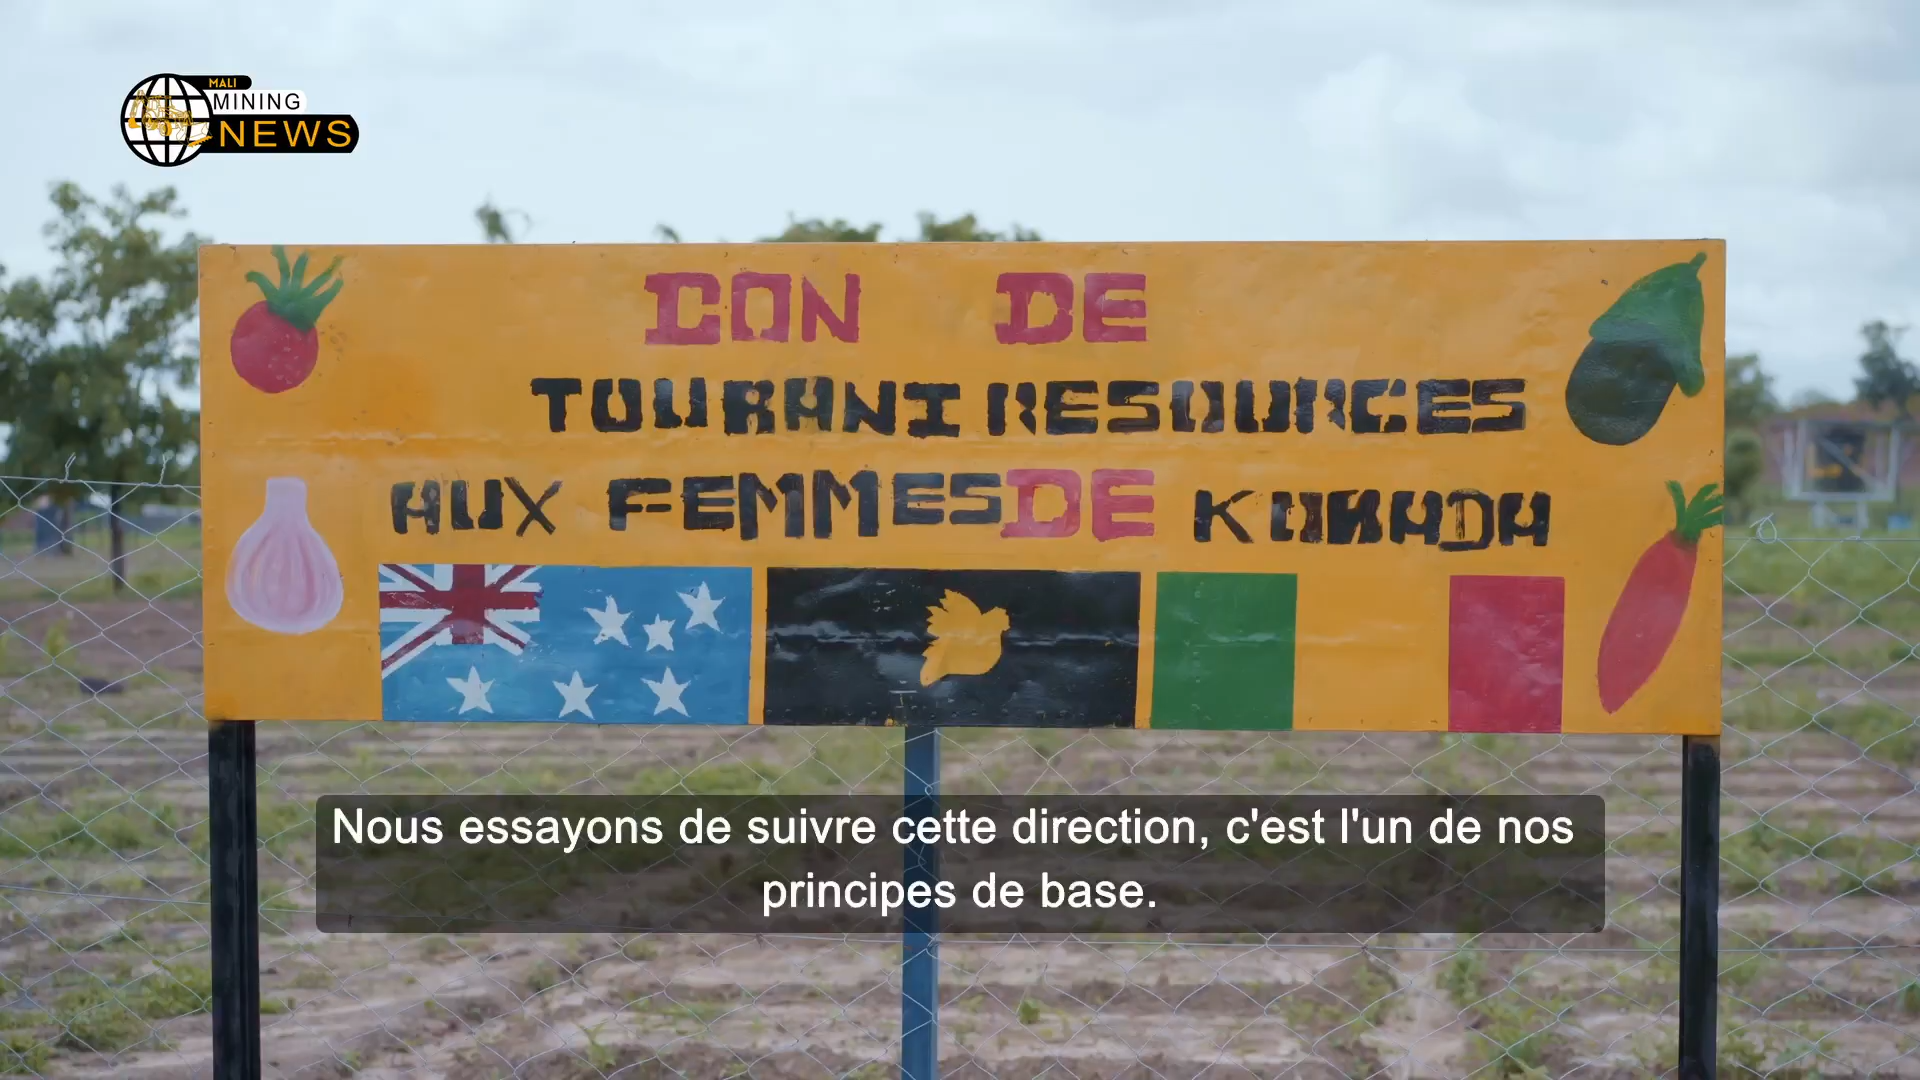 MALI
MINING
NEWS
DON DE
TOURANI RESOURCES
AUX FEMMES DE KOBADA
Nous essayons de suivre cette direction, c'est l'un de nos
principes de base.